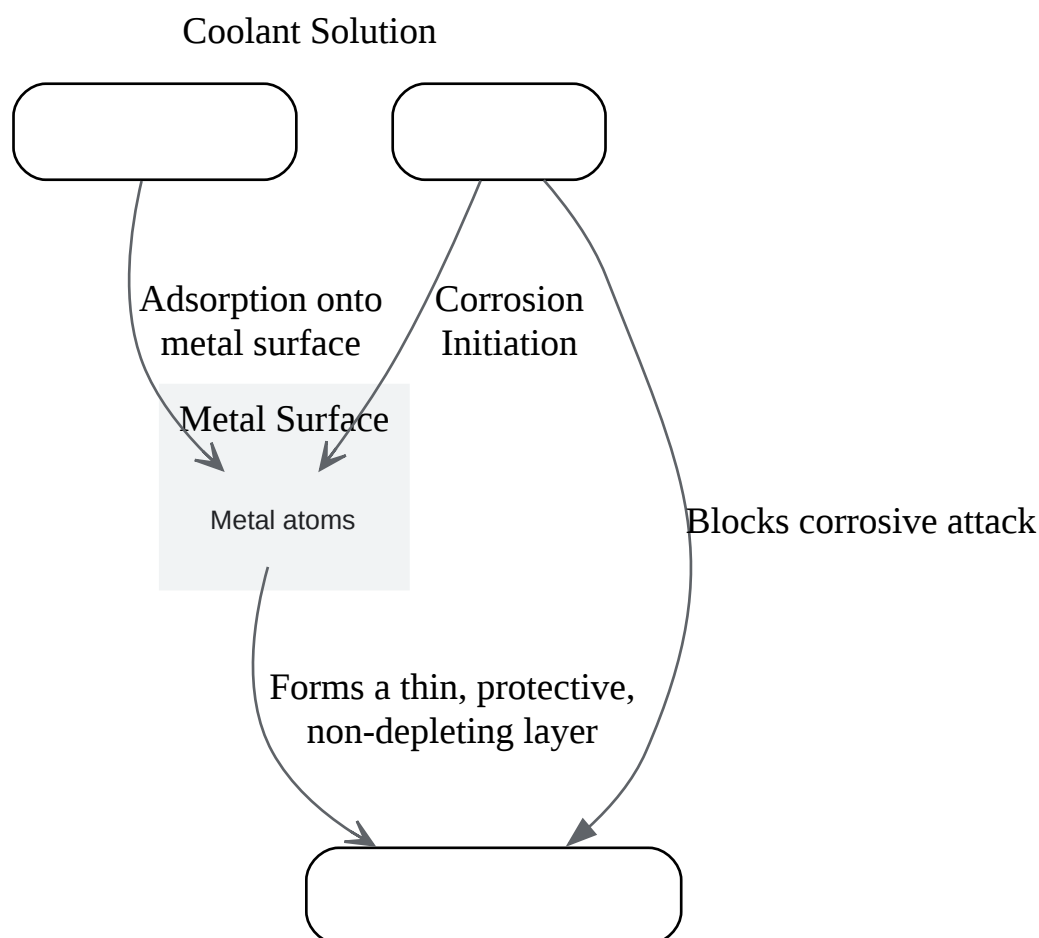 Coolant Solution
Adsorption onto
metal surface
Corrosion
Initiation
Metal Surface
Metal atoms
Blocks corrosive attack
Forms a thin, protective,
non-depleting layer